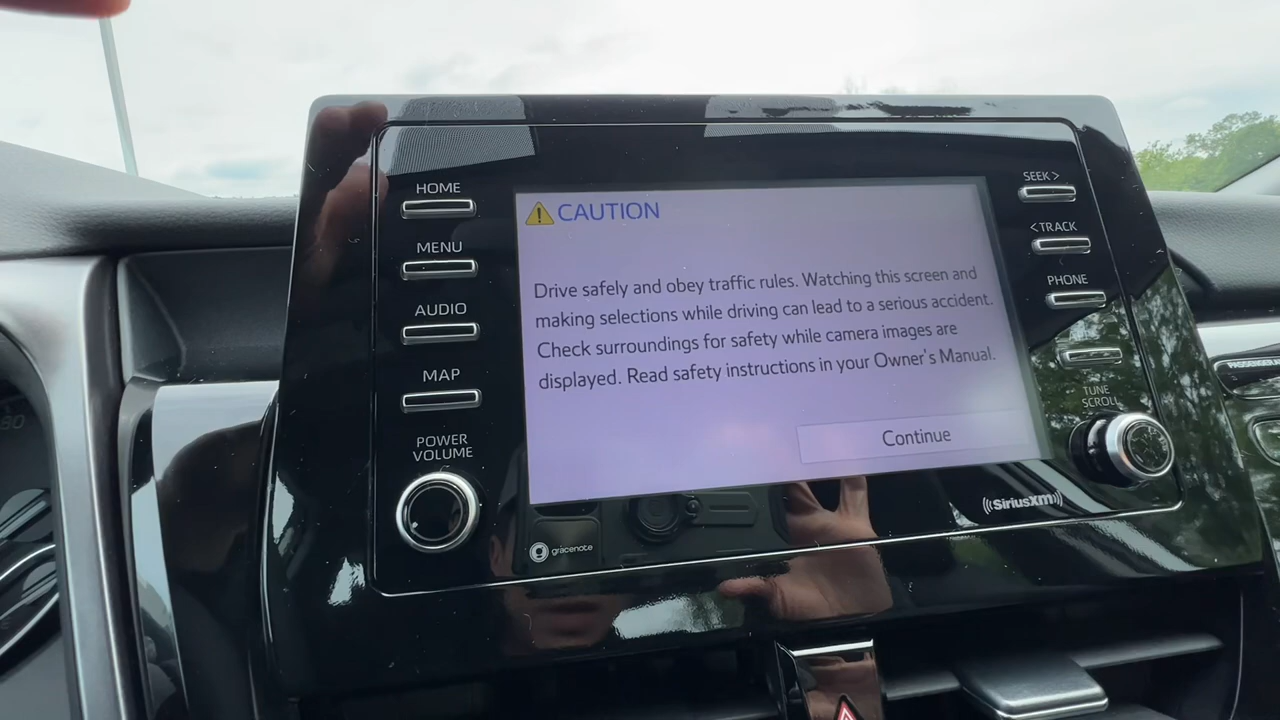 HOME
MENU
AUDIO
MAP
POWER
VOLUME
CAUTION
Drive safely and obey traffic rules. Watching this screen and
making selections while driving can lead to a serious accident.
Check surroundings for safety while camera images are
displayed. Read safety instructions in your Owner's Manual.
Continue
SEEK>
<TRACK
PHONE
TUNE
SCROLL
SiriusXM
gracenote